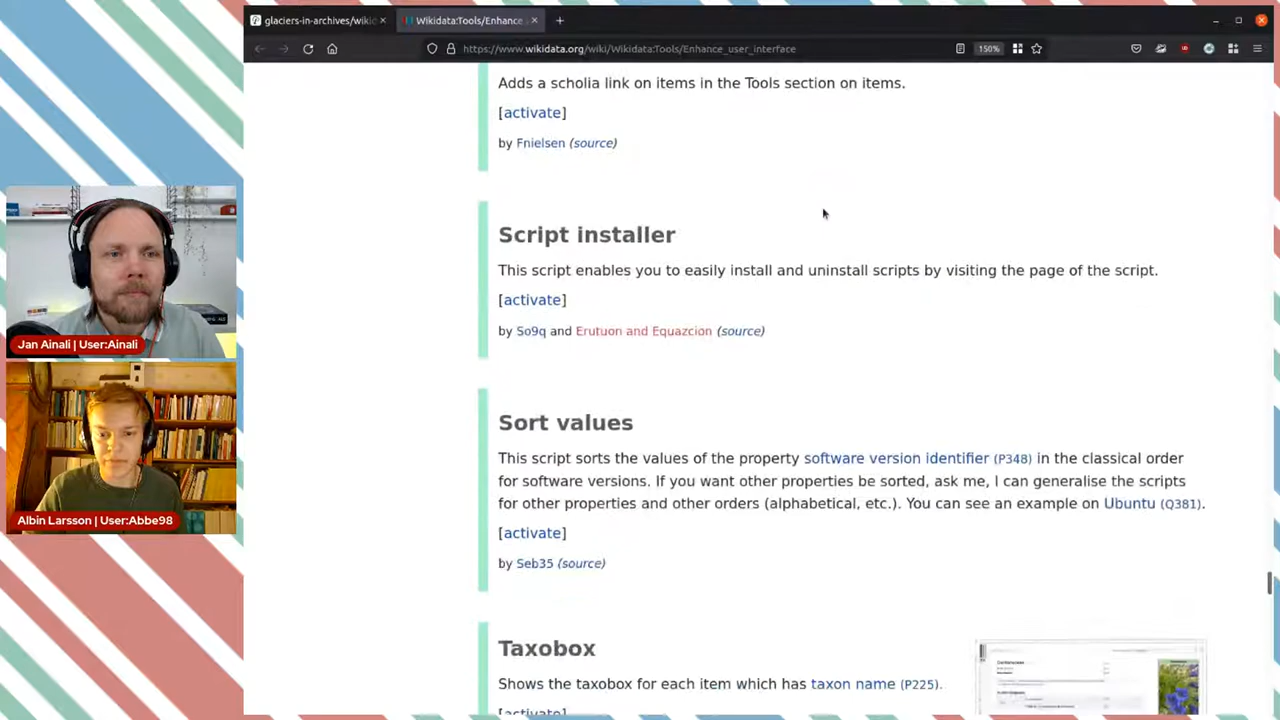 glaciers-in-archives/wikid
Wikidata:Tools/Enhance
https://www.wikidata.org/wiki/Wikidata:Tools/Enhance_user_interface
150%
Adds a scholia link on items in the Tools section on items.
[activate]
by Fnielsen (source)
Script installer
This script enables you to easily install and uninstall scripts by visiting the page of the script.
[activate]
by So9q and Erutuon and Equazcion (source)
Sort values
This script sorts the values of the property software version identifier (P348) in the classical order
for software versions. If you want other properties be sorted, ask me, I can generalise the scripts
for other properties and other orders (alphabetical, etc.). You can see an example on Ubuntu (Q381).
[activate]
by Seb35 (source)
Taxobox
Shows the taxobox for each item which has taxon name (P225).
[activate]
Jan Ainali | User:Ainali
Albin Larsson | User:Abbe98